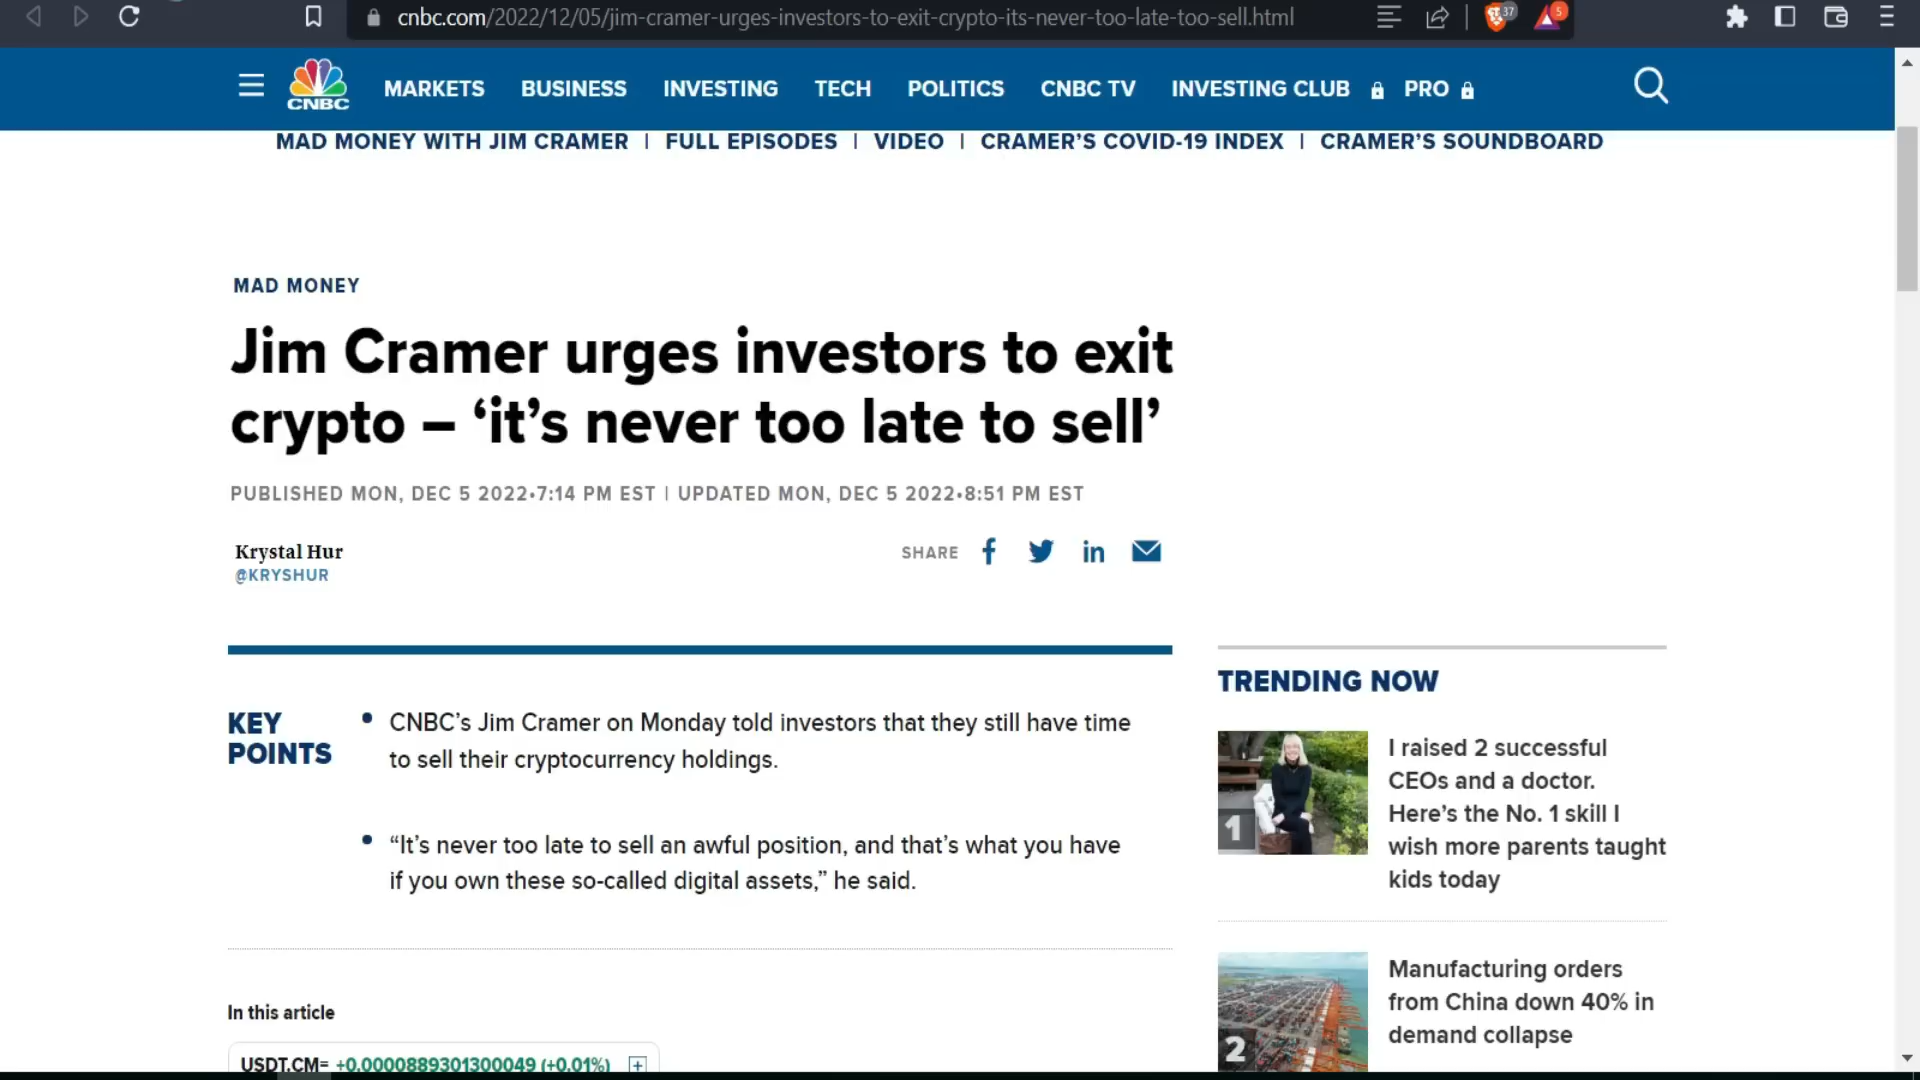 cnbc.com/2022/12/05/jim-cramer-urges-investors-to-exit-crypto-its-never-too-late-too-sell.html
37
5
CNBC
MARKETS BUSINESS INVESTING TECH POLITICS CNBC TV INVESTING CLUB PRO
MAD MONEY WITH JIM CRAMER | FULL EPISODES | VIDEO | CRAMER’S COVID-19 INDEX | CRAMER’S SOUNDBOARD
MAD MONEY
Jim Cramer urges investors to exit
crypto – ‘it’s never too late to sell’
PUBLISHED MON, DEC 5 2022•7:14 PM EST | UPDATED MON, DEC 5 2022•8:51 PM EST
Krystal Hur
@KRYSHUR
SHARE
KEY
POINTS
• CNBC’s Jim Cramer on Monday told investors that they still have time
to sell their cryptocurrency holdings.
• “It’s never too late to sell an awful position, and that’s what you have
if you own these so-called digital assets,” he said.
In this article
USDT.CM= +0.0000889301300049 (+0.01%)
TRENDING NOW
1
I raised 2 successful
CEOs and a doctor.
Here’s the No. 1 skill I
wish more parents taught
kids today
2
Manufacturing orders
from China down 40% in
demand collapse